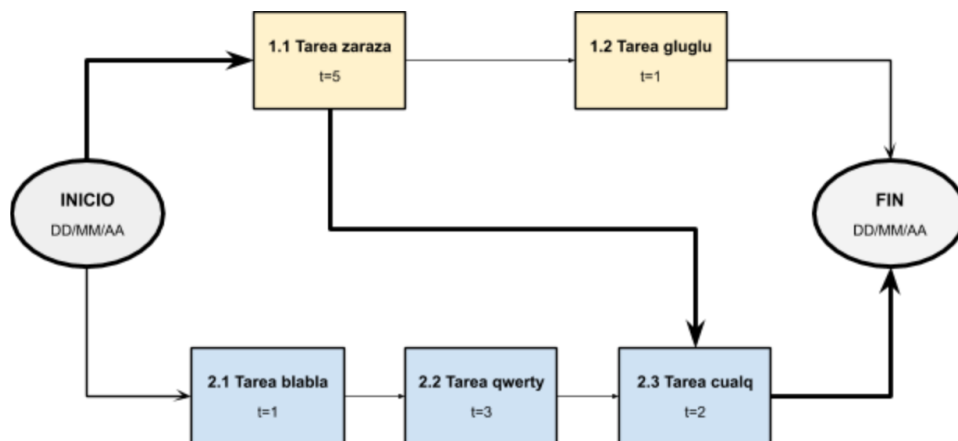 1.1 Tarea zaraza
t=5
1.2 Tarea gluglu
t=1
INICIO
DD/MM/AA
FIN
DD/MM/AA
2.1 Tarea blabla
t=1
2.2 Tarea qwerty
t=3
2.3 Tarea cualq
t=2